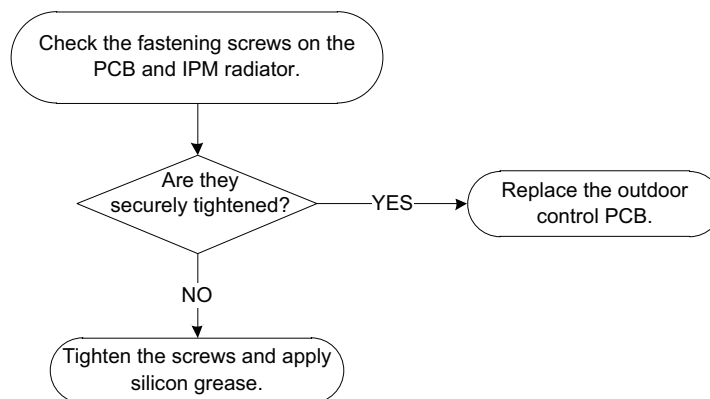 Check the fastening screws on the
PCB and IPM radiator.
Are they
securely tightened?
YES
Replace the outdoor
control PCB.
NO
Tighten the screws and apply
silicon grease.